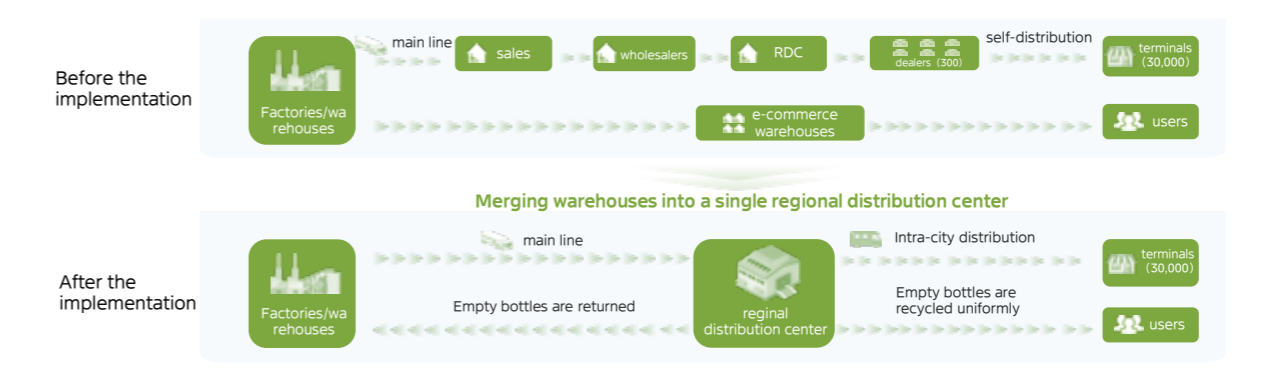 Before the
implementation
Factories/wa
rehouses
main line
sales
wholesalers
RDC
dealers (300)
self-distribution
terminals
(30,000)
e-commerce
warehouses
users
Merging warehouses into a single regional distribution center
After the
implementation
Factories/wa
rehouses
main line
Empty bottles are returned
reginal
distribution center
Intra-city distribution
Empty bottles are
recycled uniformly
terminals
(30,000)
users